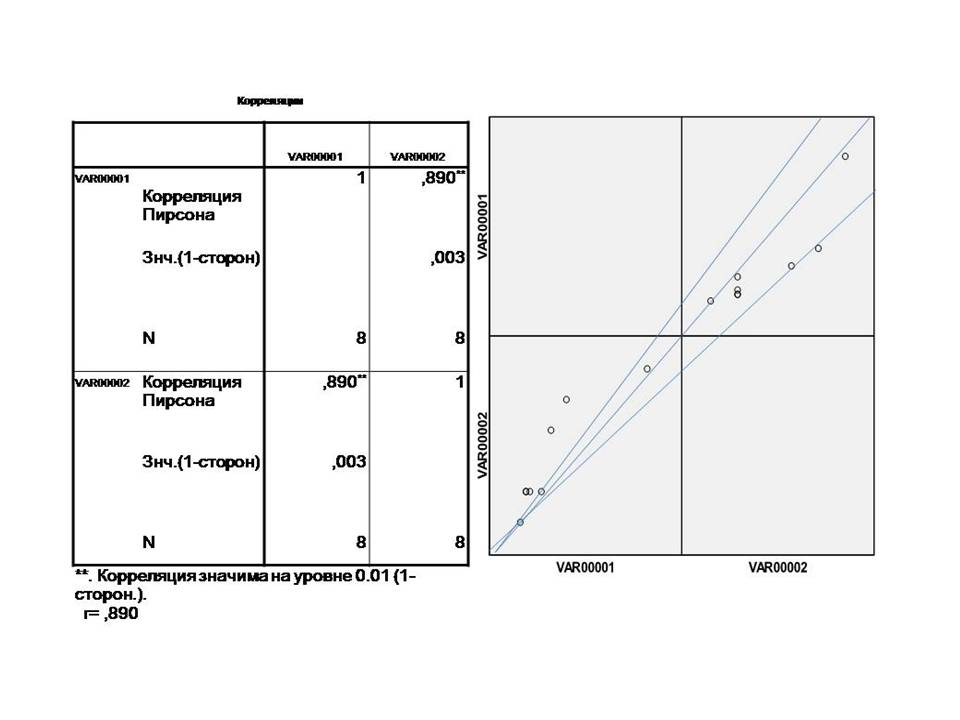 Корреляции
VAR00001 VAR00002
VAR00001 Корреляция Пирсона 1 ,890**
Знч.(1-сторон) ,003
N 8 8
VAR00002 Корреляция Пирсона ,890** 1
Знч.(1-сторон) ,003
N 8 8
**. Корреляция значима на уровне 0.01 (1-
сторон.).
r= ,890
VAR00001
VAR00002
VAR00001 VAR00002